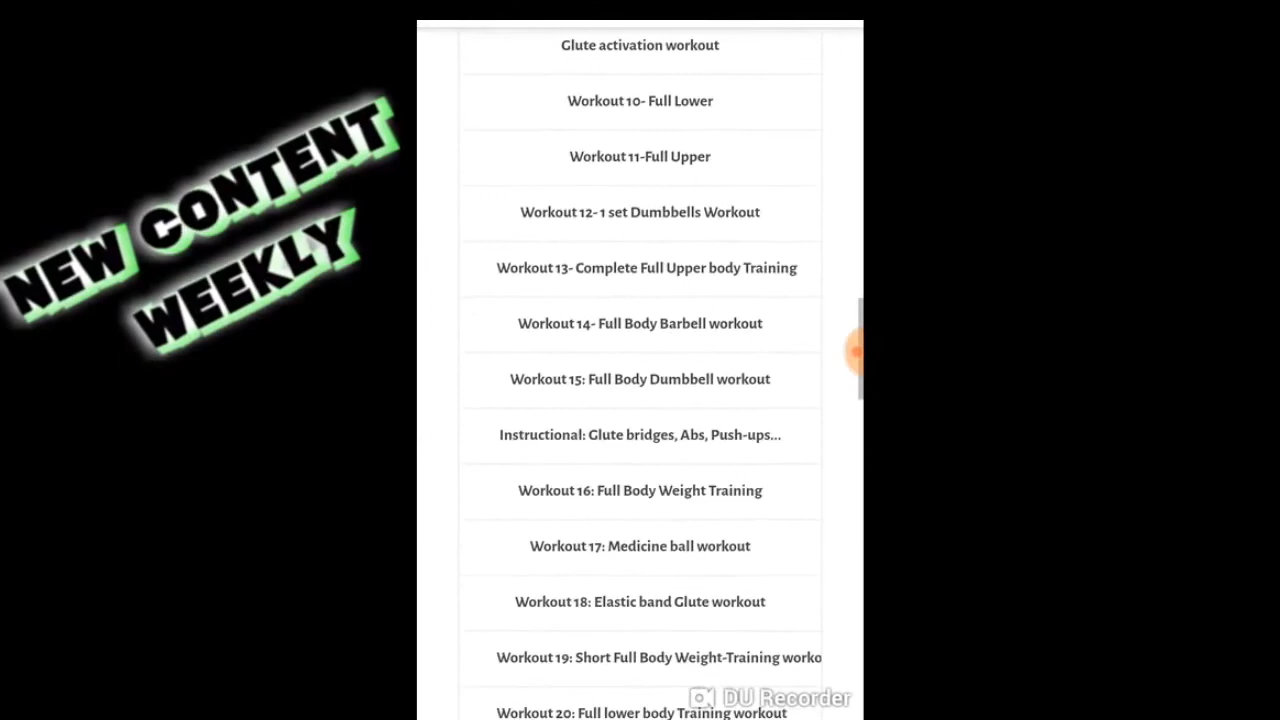 NEW CONTENT
WEEKLY
Glute activation workout
Workout 10- Full Lower
Workout 11-Full Upper
Workout 12- 1 set Dumbbells Workout
Workout 13- Complete Full Upper body Training
Workout 14- Full Body Barbell workout
Workout 15: Full Body Dumbbell workout
Instructional: Glute bridges, Abs, Push-ups...
Workout 16: Full Body Weight Training
Workout 17: Medicine ball workout
Workout 18: Elastic band Glute workout
Workout 19: Short Full Body Weight-Training worko
Workout 20: Full lower body Training workout
DU Recorder